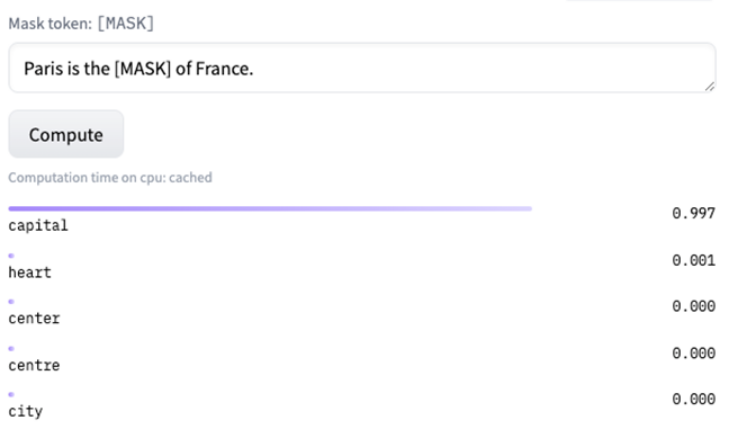 Mask token: [MASK]
Paris is the [MASK] of France.
Compute
Computation time on cpu: cached
0.997
capital
0.001
heart
0.000
center
0.000
centre
0.000
city